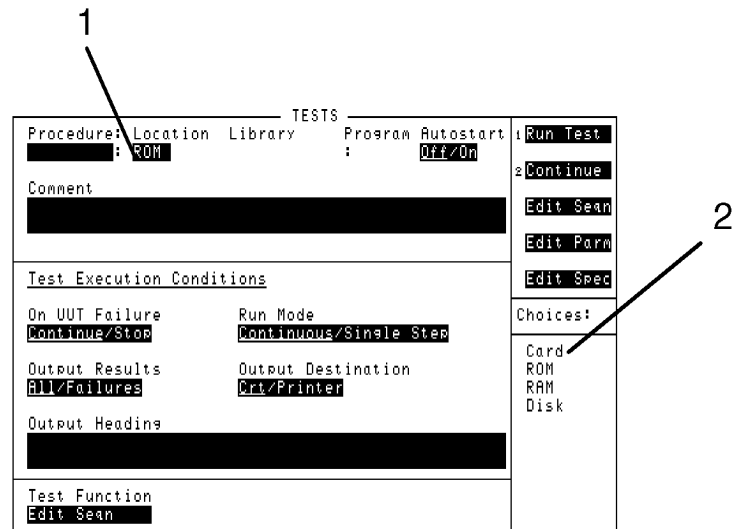 1
TESTS
Procedure: Location Library Program Autostart
: ROM : Off/On
Comment
Test Execution Conditions
On UUT Failure Run Mode
Continue/Stop Continuous/Single Step
Output Results Output Destination
All/Failures Crt/Printer
Output Heading
Test Function
Edit Seqn
1 Run Test
2 Continue
Edit Seqn
Edit Parm
Edit Spec
Choices:
Card
ROM
RAM
Disk
2